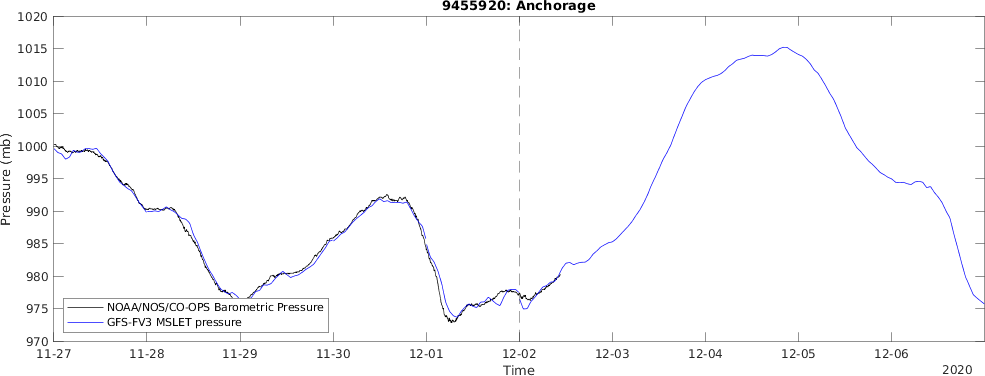 9455920: Anchorage
1020
1015
1010
1005
1000
995
990
985
980
975
970
Pressure (mb)
NOAA/NOS/CO-OPS Barometric Pressure
GFS-FV3 MSLET pressure
11-27 11-28 11-29 11-30 12-01 12-02 12-03 12-04 12-05 12-06
Time
2020